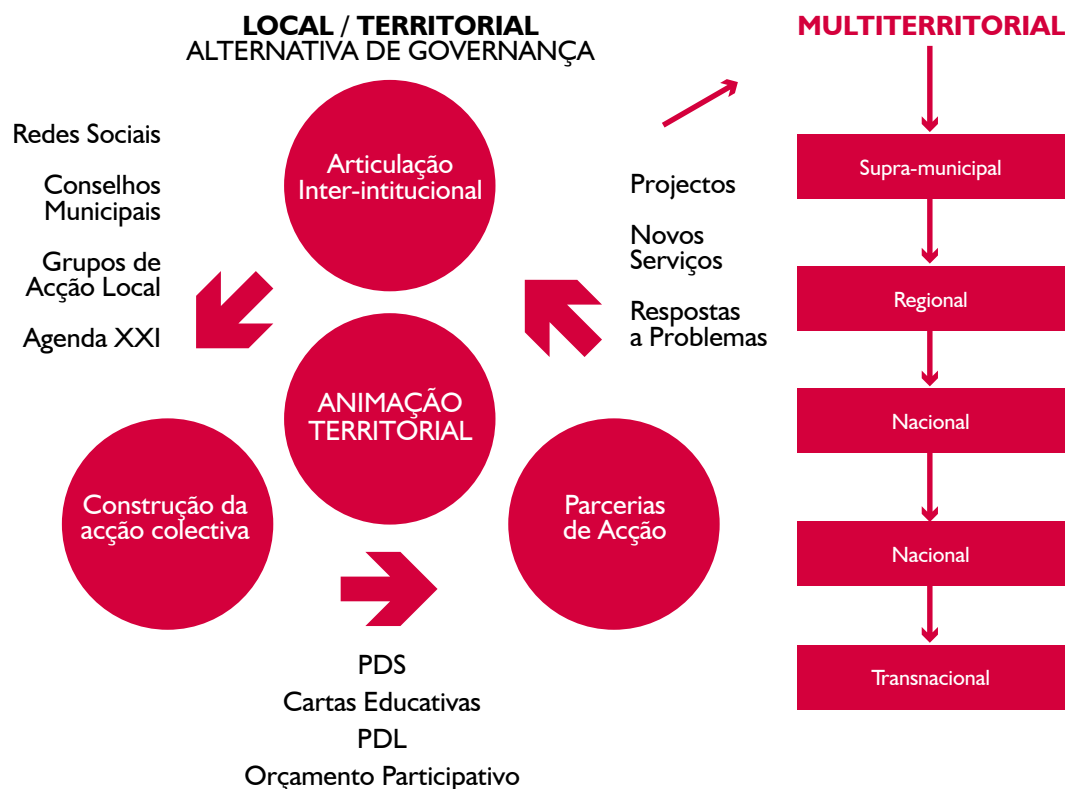 LOCAL / TERRITORIAL
ALTERNATIVA DE GOVERNANÇA
Articulação
Inter-intitucional
Redes Sociais
Conselhos
Municipais
Grupos de
Acção Local
Agenda XXI
Projectos
Novos
Serviços
Respostas
a Problemas
ANIMAÇÃO
TERRITORIAL
Construção da
acção colectiva
Parcerias
de Acção
PDS
Cartas Educativas
PDL
Orçamento Participativo
MULTITERRITORIAL
Supra-municipal
Regional
Nacional
Nacional
Transnacional